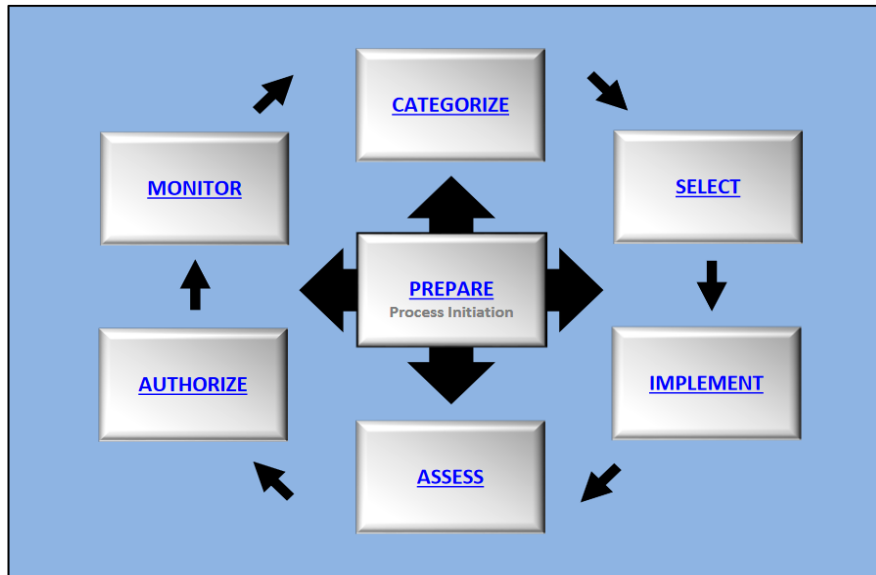 CATEGORIZE
MONITOR
SELECT
PREPARE
Process Initiation
AUTHORIZE
IMPLEMENT
ASSESS